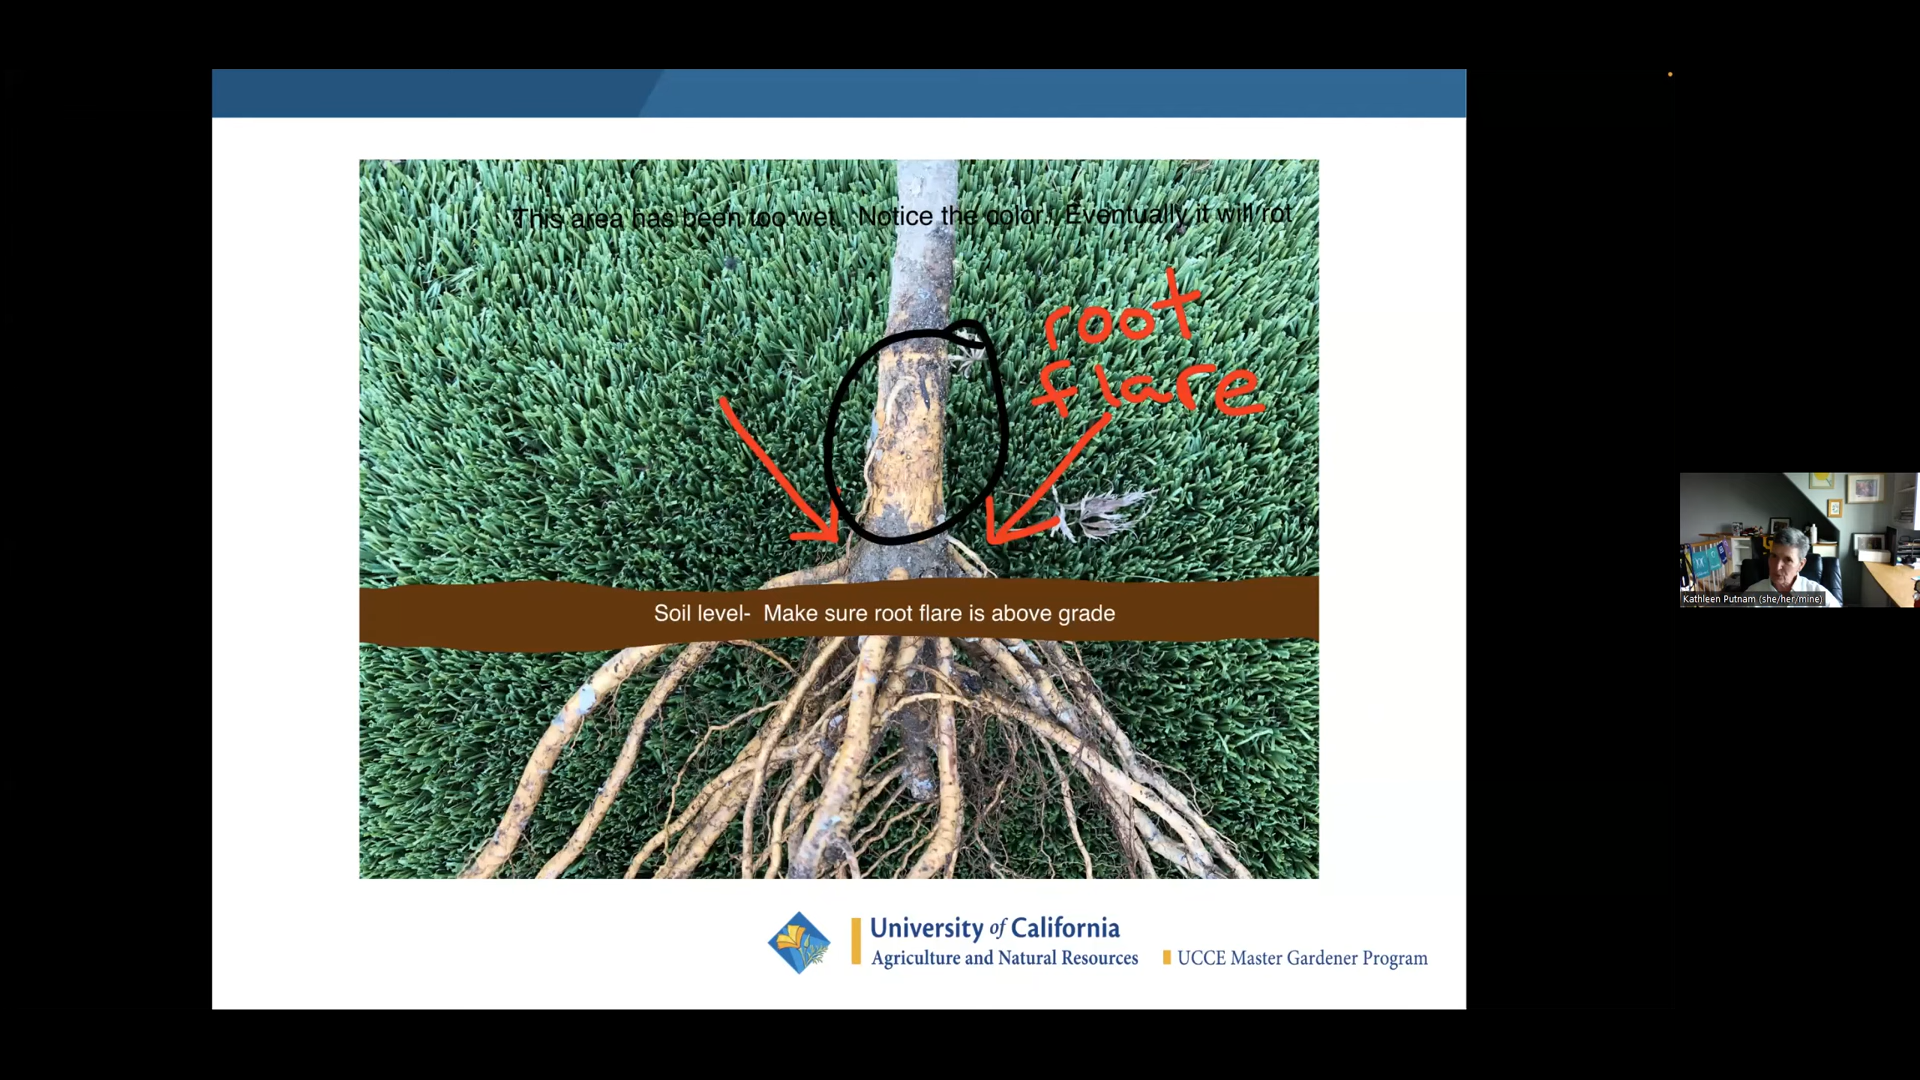 This area has been too wet.  Notice the color!  Eventually it will rot
root
flare
Soil level-  Make sure root flare is above grade
University of California
Agriculture and Natural Resources
UCCE Master Gardener Program
Kathleen Putnam (she/her/mine)